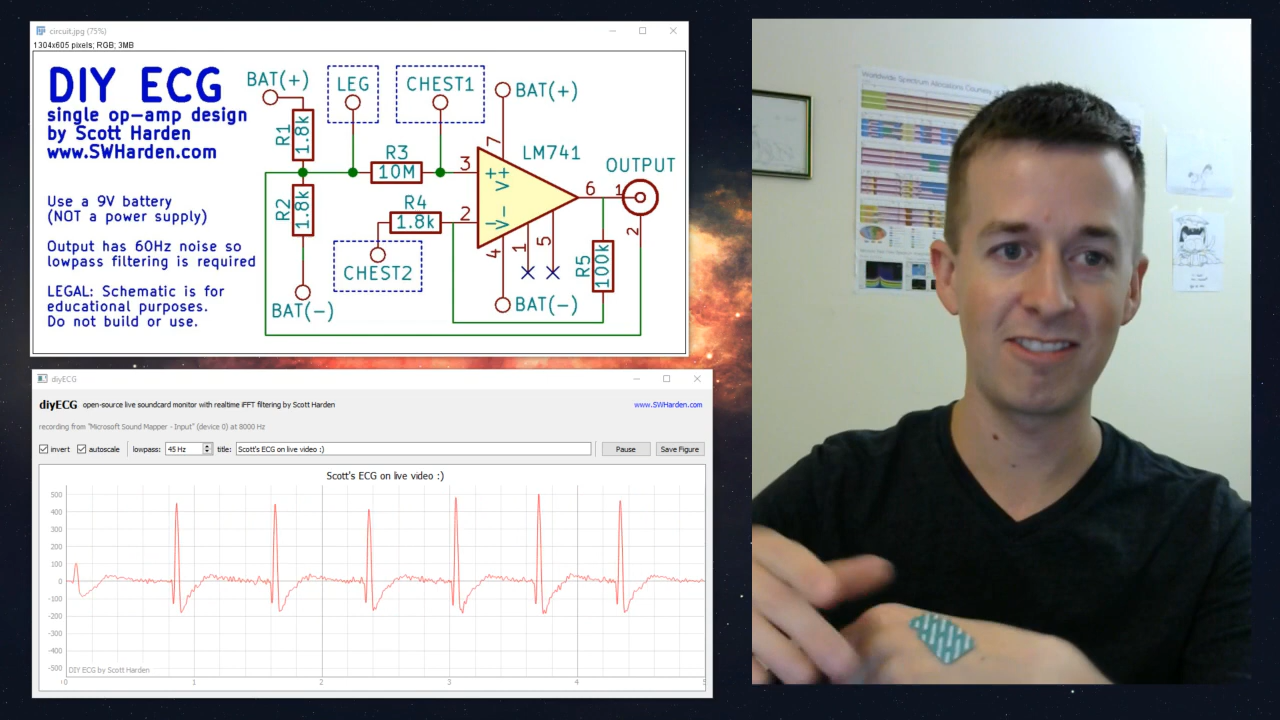 circuit.jpg (75%)
1304x605 pixels; RGB; 3MB
DIY ECG
single op-amp design
by Scott Harden
www.SWHarden.com
Use a 9V battery
(NOT a power supply)
Output has 60Hz noise so
lowpass filtering is required
LEGAL: Schematic is for
educational purposes.
Do not build or use.
BAT(+)
LEG
CHEST1
BAT(+)
R1
1.8k
R3
10M
3
7
LM741
OUTPUT
+
V+
6
1
R2
1.8k
R4
1.8k
2
-
V-
4
1
5
2
R5
100k
CHEST2
BAT(-)
BAT(-)
diyECG
diyECG open-source live soundcard monitor with realtime iFFT filtering by Scott Harden
www.SWHarden.com
recording from "Microsoft Sound Mapper - Input" (device 0) at 8000 Hz
invert autoscale lowpass: 45 Hz title: Scott's ECG on live video :) Pause Save Figure
Scott's ECG on live video :)
500
400
300
200
100
0
-100
-200
-300
-400
-500
DIY ECG by Scott Harden
0 1 2 3 4 5
Worldwide Spectrum Allocations Courtesy